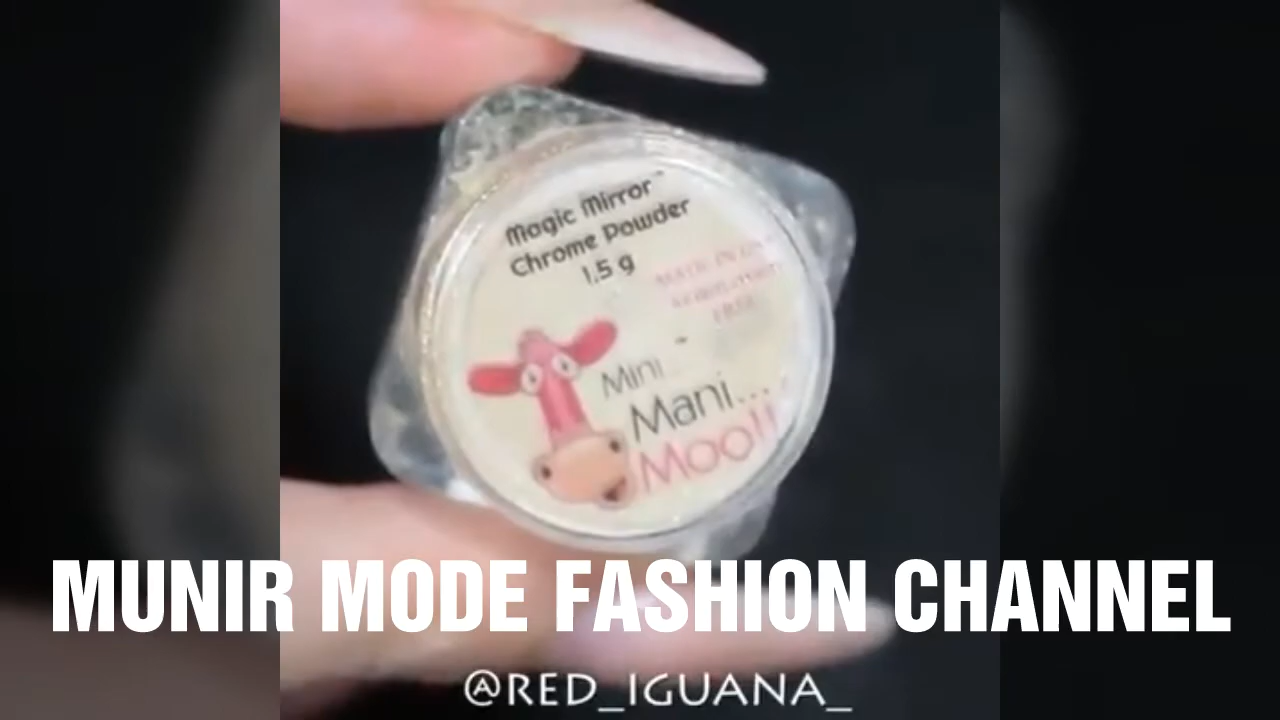 Magic Mirror™
Chrome Powder
1.5 g
Mini
Mani...
Moo!!
MUNIR MODE FASHION CHANNEL
@RED_IGUANA_